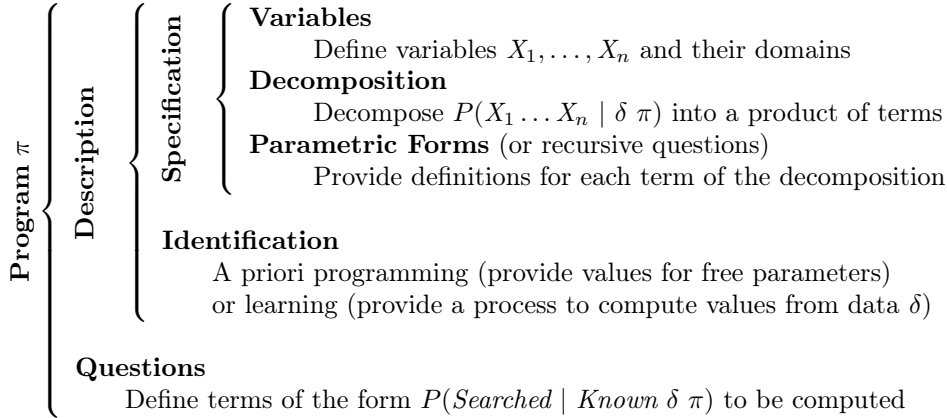 Program π
Description
Specification
Variables
Define variables X₁, . . . , Xₙ and their domains
Decomposition
Decompose P(X₁ . . . Xₙ | δ π) into a product of terms
Parametric Forms (or recursive questions)
Provide definitions for each term of the decomposition
Identification
A priori programming (provide values for free parameters)
or learning (provide a process to compute values from data δ)
Questions
Define terms of the form P(Searched | Known δ π) to be computed